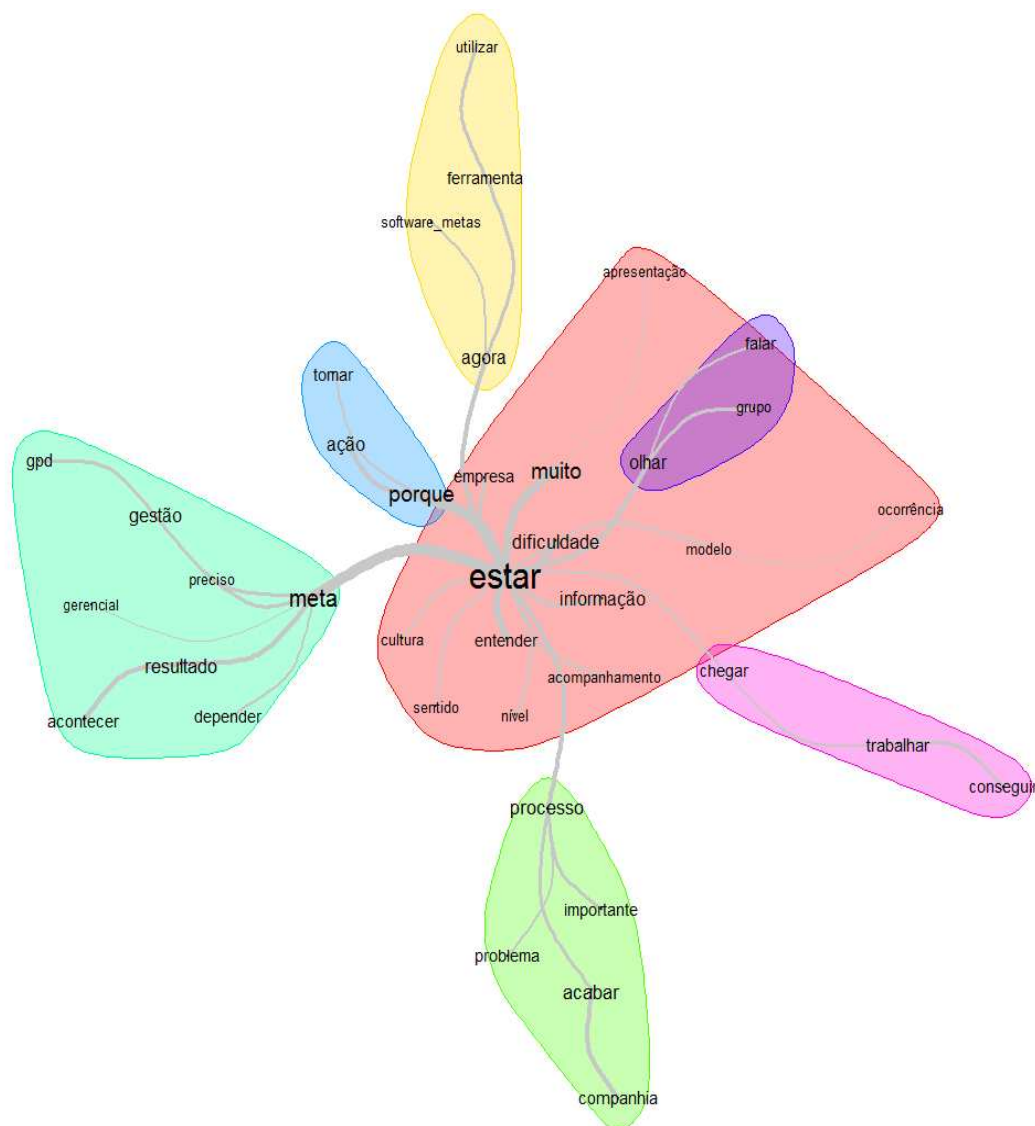 utilizar
ferramenta
software_metas
apresentação
falar
agora
tomar
grupo
ação
gpd
olhar
muito
empresa
porque
ocorrência
gestão
dificuldade
modelo
estar
preciso
meta
informação
gerencial
cultura
entender
resultado
chegar
acompanhamento
sentido
nível
depender
acontecer
trabalhar
conseguir
processo
importante
problema
acabar
companhia